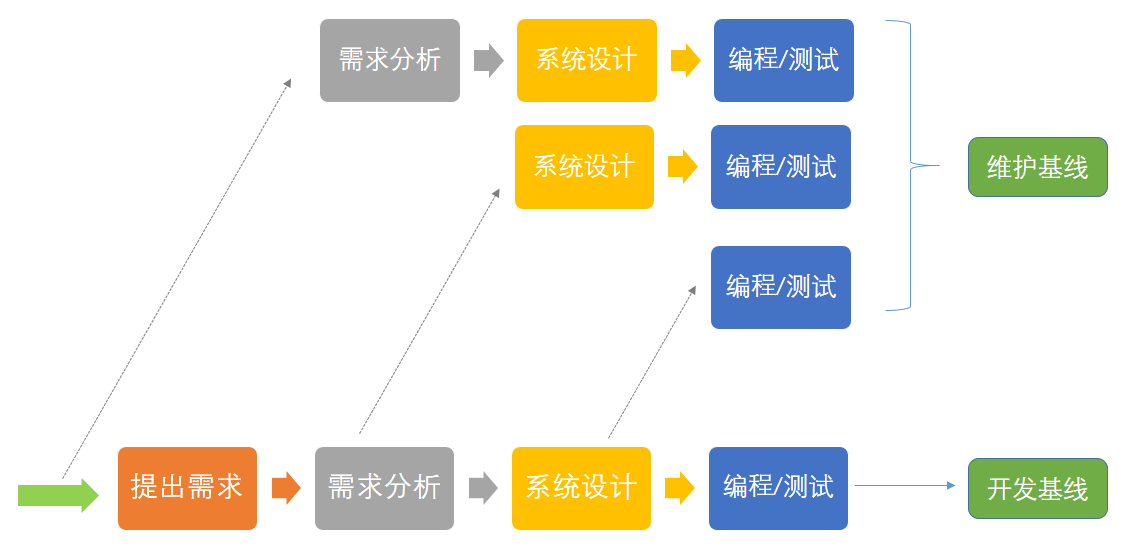 需求分析
系统设计
编程/测试
系统设计
编程/测试
维护基线
编程/测试
提出需求
需求分析
系统设计
编程/测试
开发基线